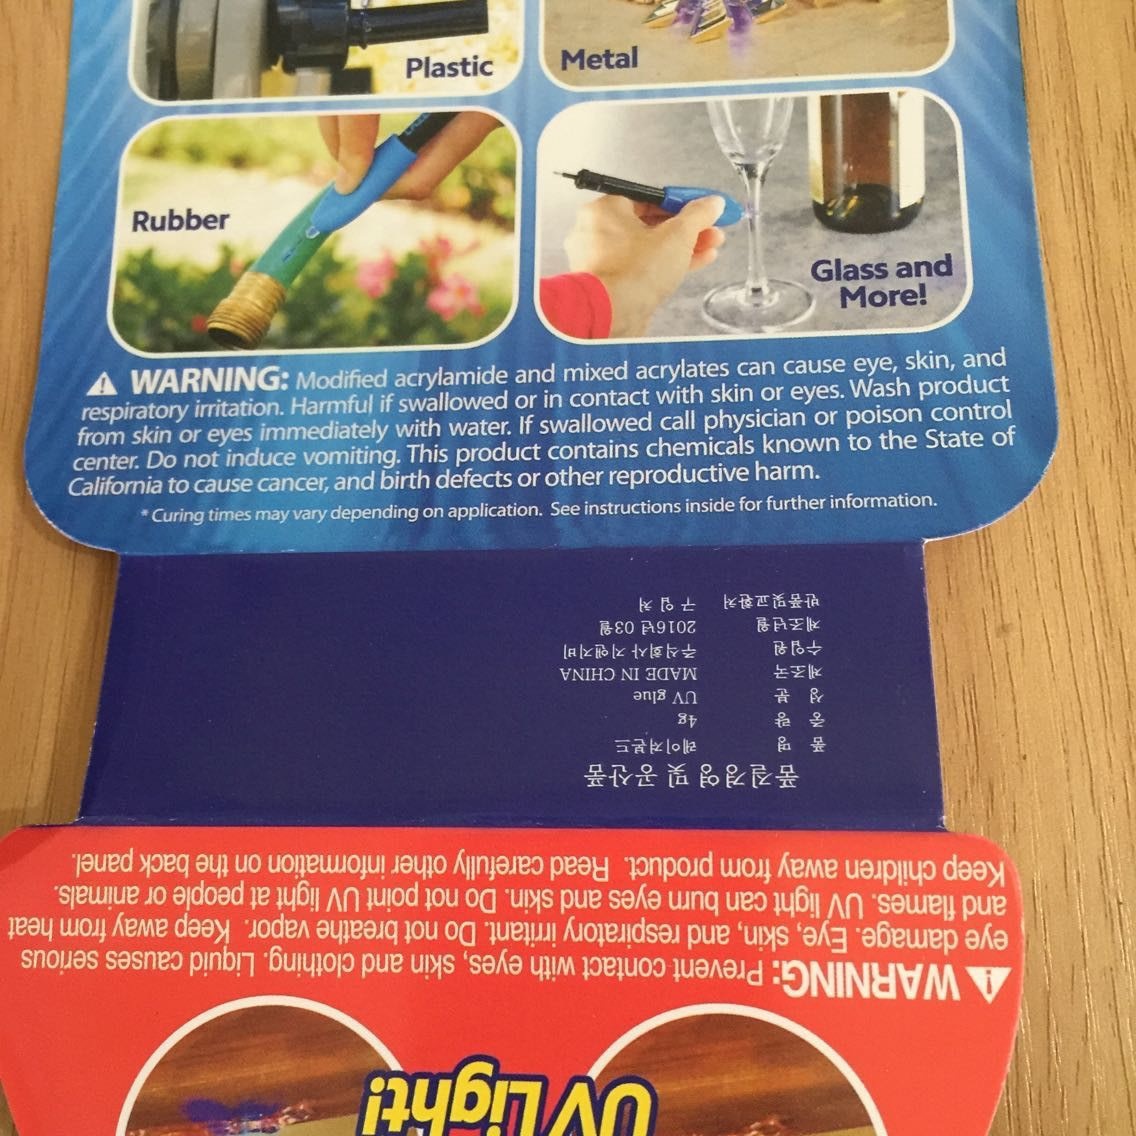 Plastic
Metal
Rubber
Glass and
More!
WARNING: Modified acrylamide and mixed acrylates can cause eye, skin, and
respiratory irritation. Harmful if swallowed or in contact with skin or eyes. Wash product
from skin or eyes immediately with water. If swallowed call physician or poison control
center. Do not induce vomiting. This product contains chemicals known to the State of
California to cause cancer, and birth defects or other reproductive harm.
* Curing times may vary depending on application. See instructions inside for further information.
품질경영 및 공산품
품 명 레이저본드
중 량 4g
성 분 UV glue
제조국 MADE IN CHINA
수입원 주식회사 지엔지비
제조년월 2016년 03월
반품및교환처 구 입 처
UV Light!
WARNING: Prevent contact with eyes, skin and clothing. Liquid causes serious
eye damage. Eye, skin, and respiratory irritant. Do not breathe vapor. Keep away from heat
and flames. UV light can burn eyes and skin. Do not point UV light at people or animals.
Keep children away from product. Read carefully other information on the back panel.